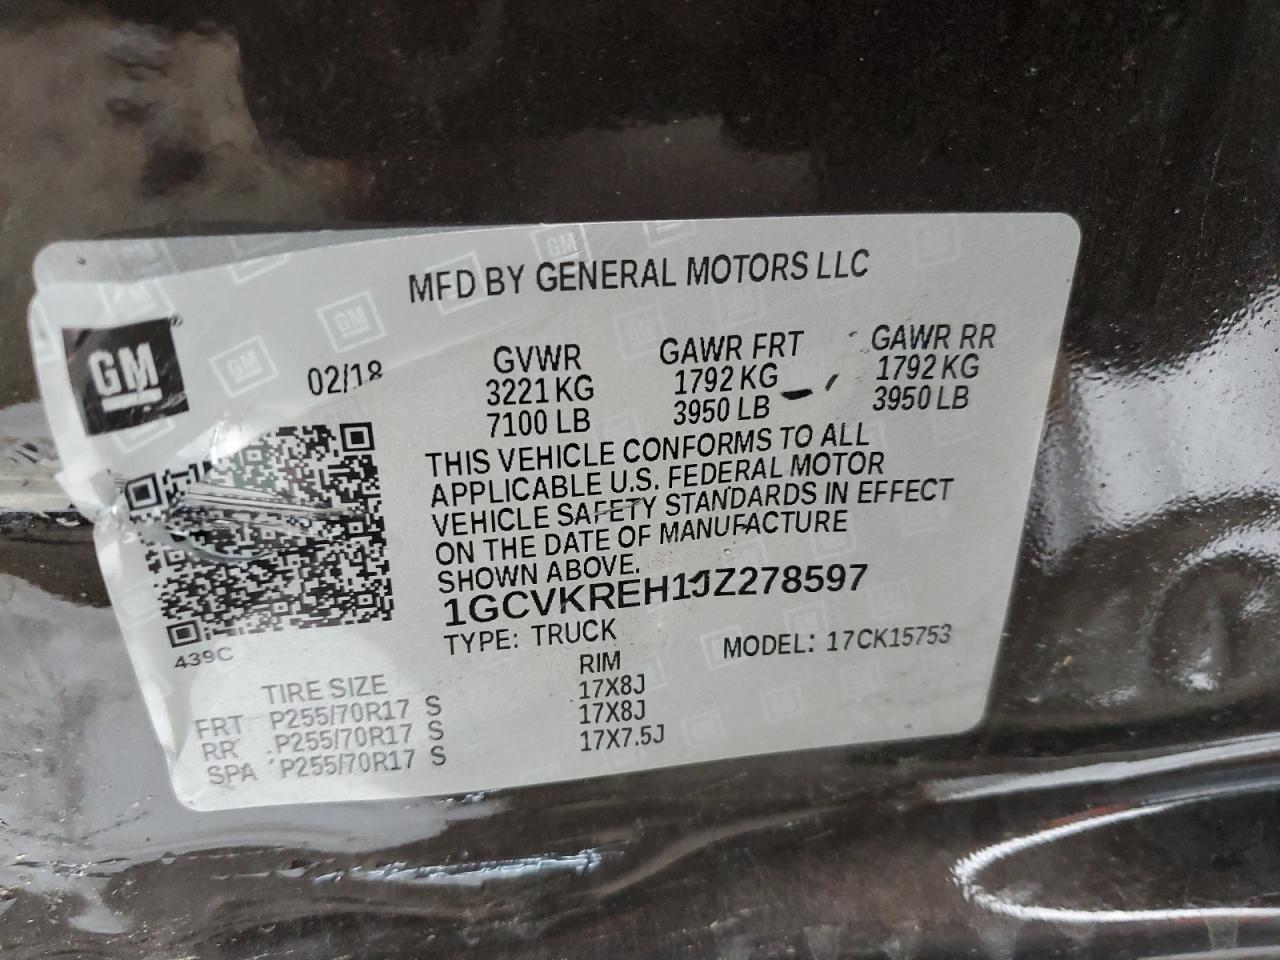 MFD BY GENERAL MOTORS LLC
GM
02/18
GVWR GAWR FRT GAWR RR
3221 KG 1792 KG 1792 KG
7100 LB 3950 LB 3950 LB
THIS VEHICLE CONFORMS TO ALL
APPLICABLE U.S. FEDERAL MOTOR
VEHICLE SAFETY STANDARDS IN EFFECT
ON THE DATE OF MANUFACTURE
SHOWN ABOVE.
1GCVKREH1JZ278597
TYPE: TRUCK MODEL: 17CK15753
439C
TIRE SIZE RIM
FRT P255/70R17 S 17X8J
RR P255/70R17 S 17X8J
SPA P255/70R17 S 17X7.5J